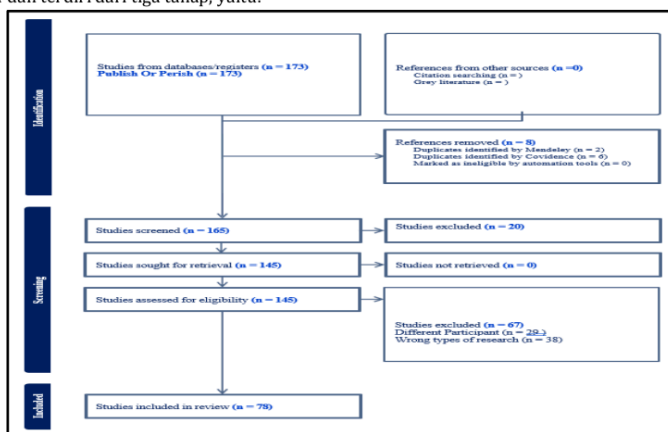 dan terdiri dari tiga tahap, yaitu:
Identification
Studies from databases/registers (n = 173)
Publish Or Perish (n = 173)
References from other sources (n =0)
Citation searching (n = )
Grey literature (n = )
References removed (n = 8)
Duplicates identified by Mendeley (n = 2)
Duplicates identified by Covidence (n = 6)
Marked as ineligible by automation tools (n = 0)
Screening
Studies screened (n = 165)
Studies excluded (n = 20)
Studies sought for retrieval (n = 145)
Studies not retrieved (n = 0)
Studies assessed for eligibility (n = 145)
Studies excluded (n = 67)
Different Participant (n = 29 )
Wrong types of research (n = 38)
Included
Studies included in review (n = 78)